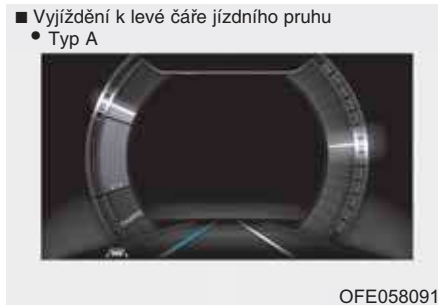 ■ Vyjíždění k levé čáře jízdního pruhu
• Typ A
OFE058091